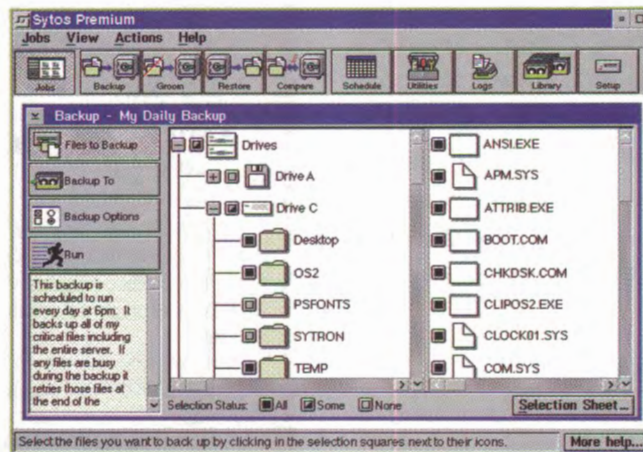 Sytos Premium
Jobs View Actions Help
Jobs Backup Groom Restore Compare Schedule Utilities Logs Library Setup
Backup - My Daily Backup
Files to Backup
Backup To
Backup Options
Run
This backup is
scheduled to run
every day at 6pm. It
backs up all of my
critical files including
the entire server. If
any files are busy
during the backup it
retries those files at
the end of the
Drives
Drive A
Drive C
Desktop
OS2
PSFONTS
SYTRON
TEMP
ANSI.EXE
APM.SYS
ATTRIB.EXE
BOOT.COM
CHKDSK.COM
CLIPOS2.EXE
CLOCK01.SYS
COM.SYS
Selection Status: All Some None
Selection Sheet...
Select the files you want to back up by clicking in the selection squares next to their icons.
More help...